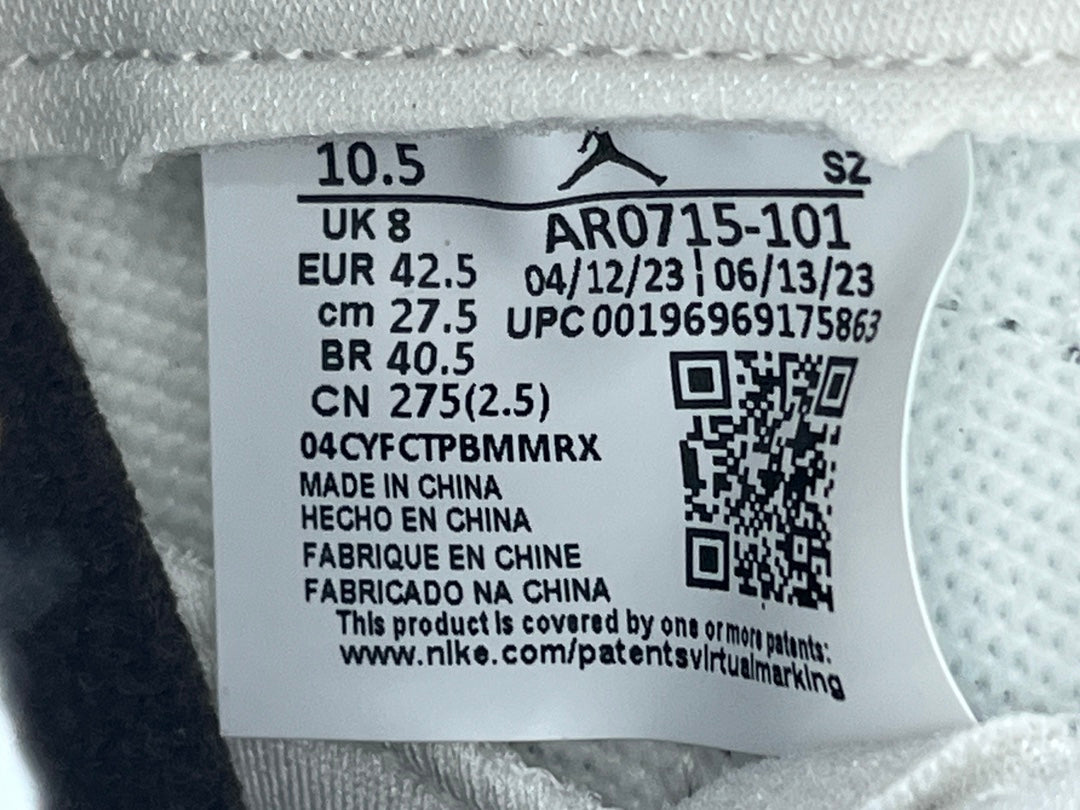 10.5 SZ
UK 8 AR0715-101
EUR 42.5 04/12/23 | 06/13/23
cm 27.5 UPC 00196969175863
BR 40.5
CN 275(2.5)
04CYFCTPBMMRX
MADE IN CHINA
HECHO EN CHINA
FABRIQUE EN CHINE
FABRICADO NA CHINA
This product is covered by one or more patents:
www.nike.com/patentsvirtualmarking